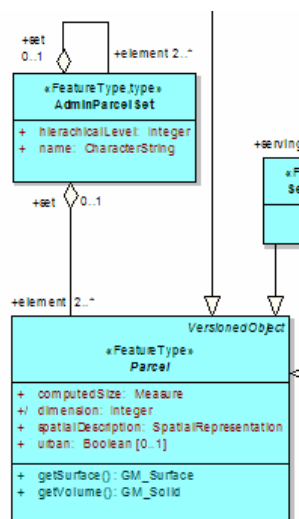 +set
0..1
+element 2..*
«FeatureType,type»
AdminParcelSet
+ hierachicalLevel: Integer
+ name: CharacterString
+set 0..1
+serving
«F
Se
+element 2..*
VersionedObject
«FeatureType»
Parcel
+ computedSize: Measure
+/ dimension: Integer
+ spatialDescription: SpatialRepresentation
+ urban: Boolean [0..1]
+ getSurface(): GM_Surface
+ getVolume(): GM_Solid